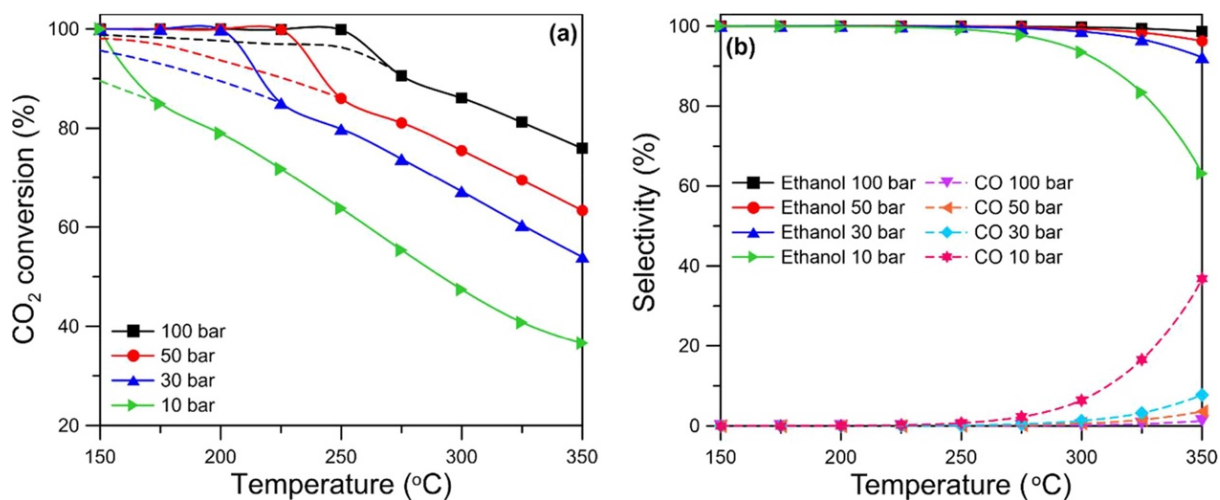 (a)
CO2 conversion (%)
100
80
60
40
20
100 bar
50 bar
30 bar
10 bar
150 200 250 300 350
Temperature (oC)
(b)
Selectivity (%)
100
80
60
40
20
0
Ethanol 100 bar
Ethanol 50 bar
Ethanol 30 bar
Ethanol 10 bar
CO 100 bar
CO 50 bar
CO 30 bar
CO 10 bar
150 200 250 300 350
Temperature (oC)